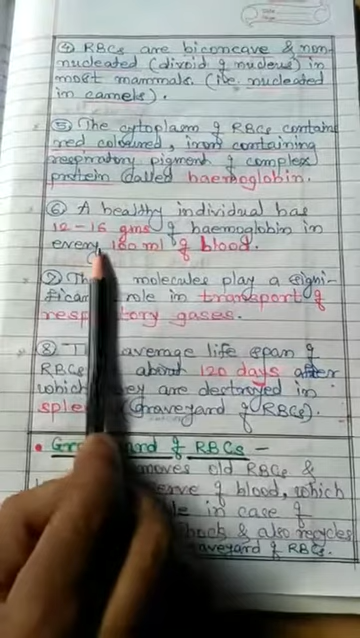 ④ RBCs are biconcave & non-
nucleated (divoid of nucleus) in
most mammals. (i.e. nucleated
in camels).
⑤ The cytoplasm of RBCs contains
red coloured, iron containing
respiratory pigment of complex
protein called haemoglobin.
⑥ A healthy individual has
12-16 gms of haemoglobin in
every 100 ml of blood.
⑦ molecules play a signi-
ficant role in transport of
respiratory gases.
⑧ average life span of
RBCs about 120 days after
which they are destroyed in
spleen (Graveyard of RBCs).
• Graveyard of RBCs -
old RBCs &
of blood, which
in case of
& also recycles
of RBC.